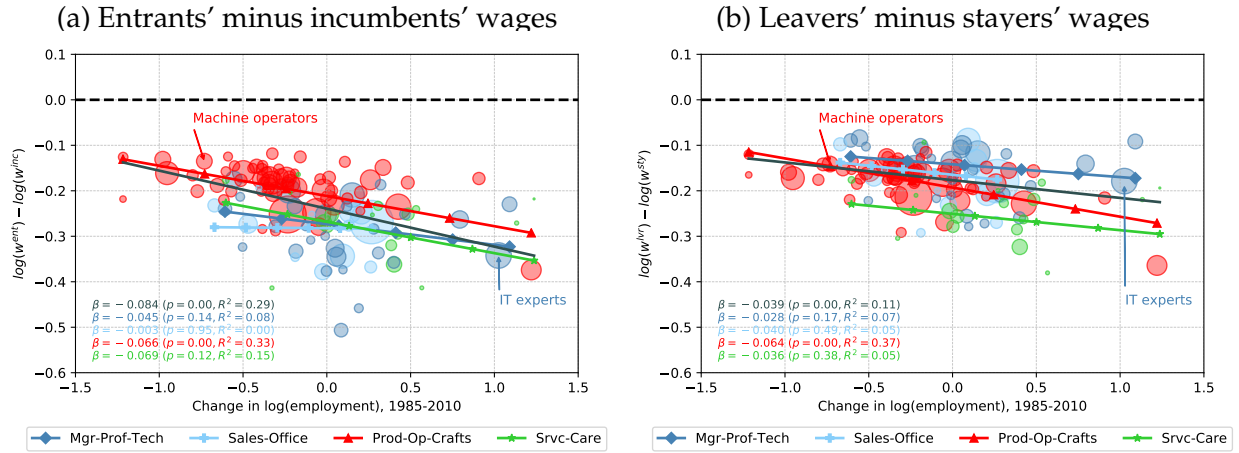 (a) Entrants’ minus incumbents’ wages
0.1
0.0
−0.1
−0.2
−0.3
−0.4
−0.5
−0.6
log(w^ent) − log(w^inc)
Machine operators
IT experts
β = − 0.084 (p = 0.00, R² = 0.29)
β = − 0.045 (p = 0.14, R² = 0.08)
β = − 0.003 (p = 0.95, R² = 0.00)
β = − 0.066 (p = 0.00, R² = 0.33)
β = − 0.069 (p = 0.12, R² = 0.15)
−1.5 −1.0 −0.5 0.0 0.5 1.0 1.5
Change in log(employment), 1985-2010
Mgr-Prof-Tech Sales-Office Prod-Op-Crafts Srvc-Care
(b) Leavers’ minus stayers’ wages
0.1
0.0
−0.1
−0.2
−0.3
−0.4
−0.5
−0.6
log(w^lvr) − log(w^sty)
Machine operators
IT experts
β = − 0.039 (p = 0.00, R² = 0.11)
β = − 0.028 (p = 0.17, R² = 0.07)
β = − 0.040 (p = 0.49, R² = 0.05)
β = − 0.064 (p = 0.00, R² = 0.37)
β = − 0.036 (p = 0.38, R² = 0.05)
−1.5 −1.0 −0.5 0.0 0.5 1.0 1.5
Change in log(employment), 1985-2010
Mgr-Prof-Tech Sales-Office Prod-Op-Crafts Srvc-Care